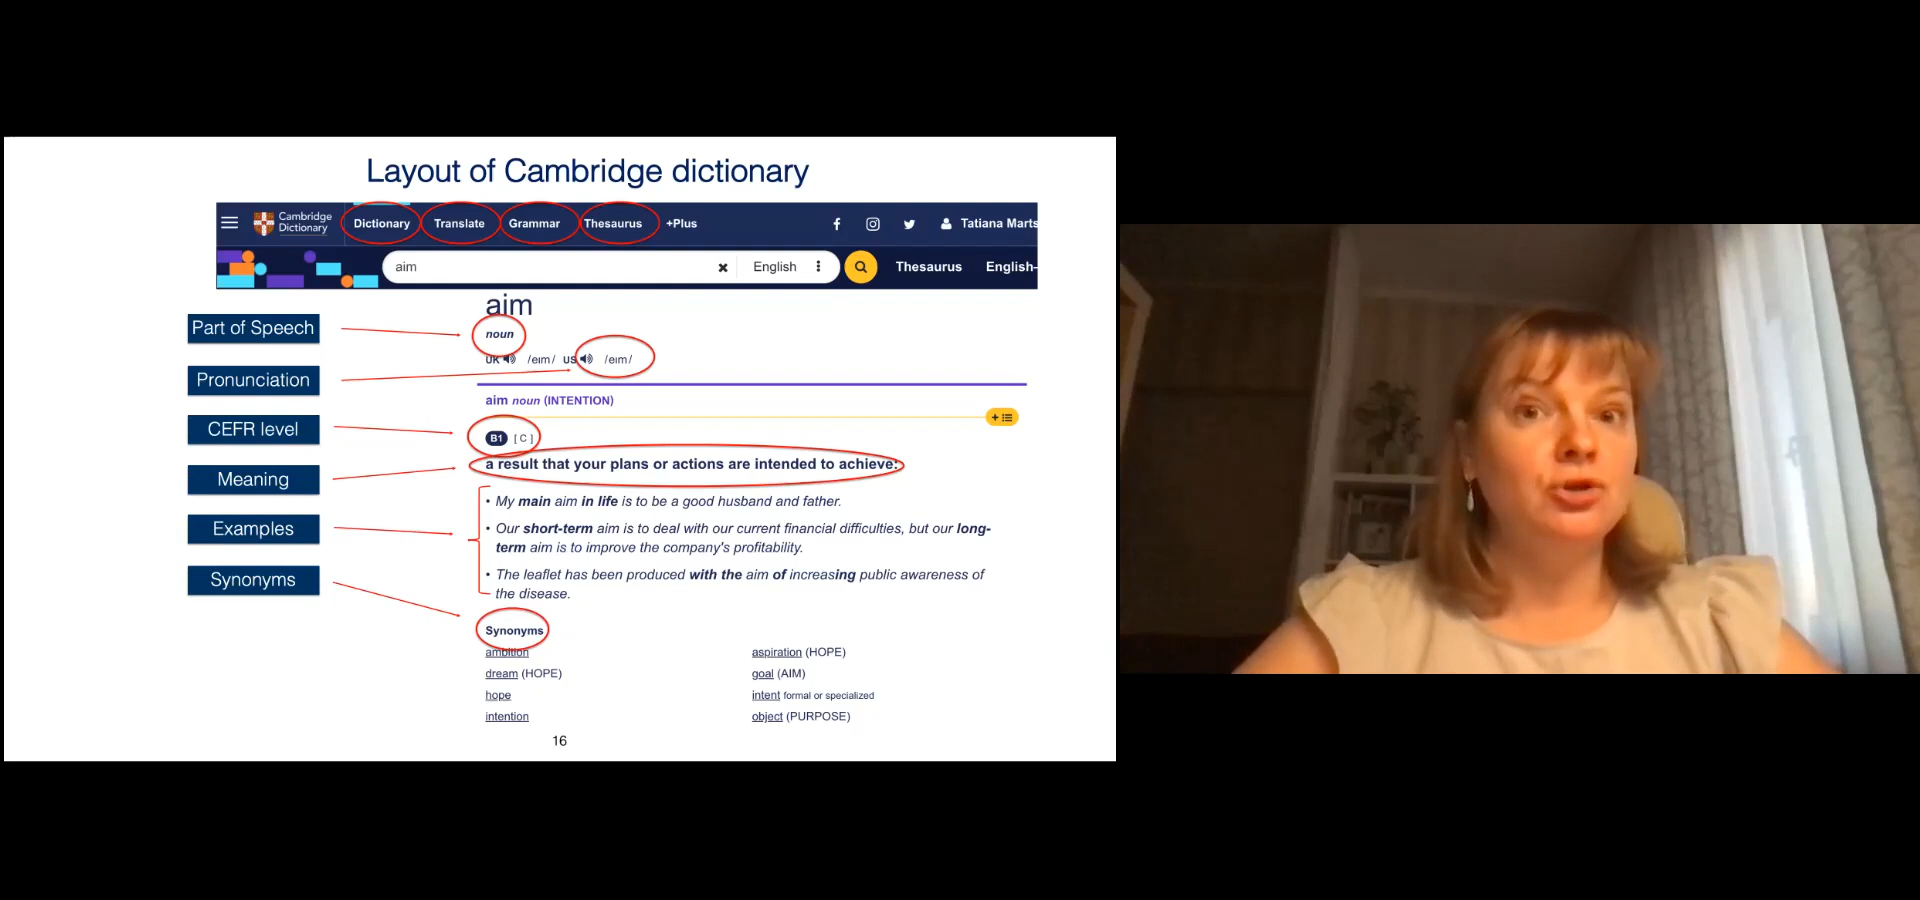 Layout of Cambridge dictionary
Cambridge
Dictionary
Dictionary Translate Grammar Thesaurus +Plus Tatiana Marts
aim English Thesaurus English-
aim
Part of Speech
noun
UK /eɪm/ US /eɪm/
Pronunciation
aim noun (INTENTION)
CEFR level
B1 [ C ]
a result that your plans or actions are intended to achieve:
Meaning
• My main aim in life is to be a good husband and father.
Examples
• Our short-term aim is to deal with our current financial difficulties, but our long-
term aim is to improve the company's profitability.
• The leaflet has been produced with the aim of increasing public awareness of
the disease.
Synonyms
Synonyms
ambition aspiration (HOPE)
dream (HOPE) goal (AIM)
hope intent formal or specialized
intention object (PURPOSE)
16